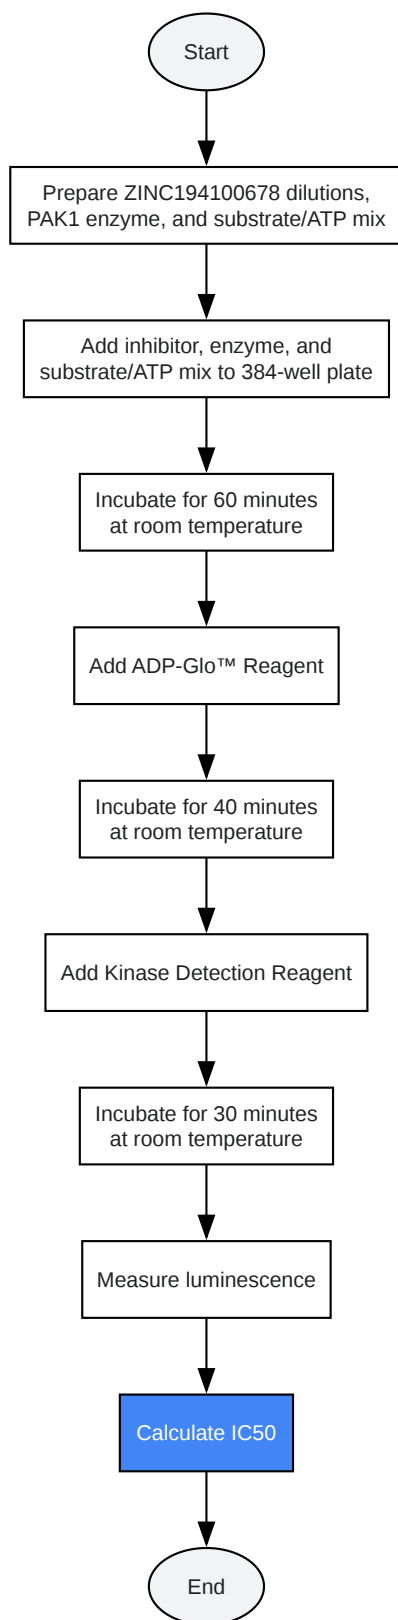 Start
Prepare ZINC194100678 dilutions,
PAK1 enzyme, and substrate/ATP mix
Add inhibitor, enzyme, and
substrate/ATP mix to 384-well plate
Incubate for 60 minutes
at room temperature
Add ADP-Glo™ Reagent
Incubate for 40 minutes
at room temperature
Add Kinase Detection Reagent
Incubate for 30 minutes
at room temperature
Measure luminescence
Calculate IC50
End